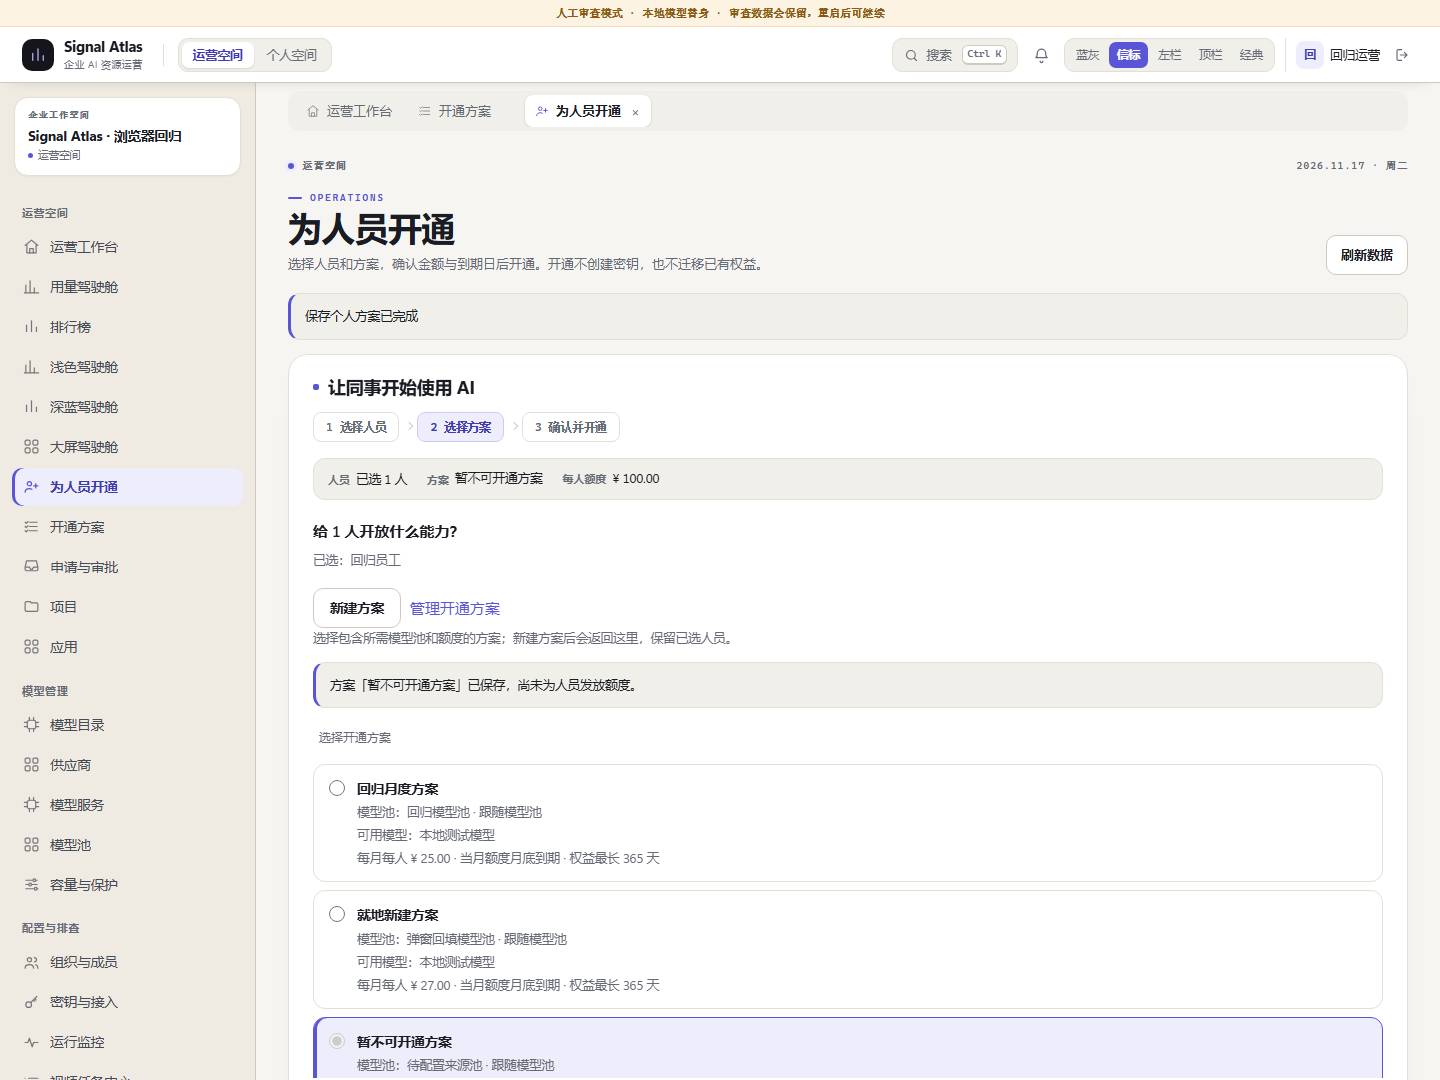 人工审查模式 · 本地模型替身 · 审查数据会保留，重启后可继续
Signal Atlas
企业 AI 资源运营
运营空间
个人空间
搜索
Ctrl K
蓝灰
信标
左栏
顶栏
经典
回
回归运营
企业工作空间
Signal Atlas · 浏览器回归
运营空间
运营空间
运营工作台
用量驾驶舱
排行榜
浅色驾驶舱
深蓝驾驶舱
大屏驾驶舱
为人员开通
开通方案
申请与审批
项目
应用
模型管理
模型目录
供应商
模型服务
模型池
容量与保护
配置与排查
组织与成员
密钥与接入
运行监控
视频任务中心
运营工作台
开通方案
为人员开通 ×
运营空间
2026.11.17 · 周二
OPERATIONS
为人员开通
选择人员和方案，确认金额与到期日后开通。开通不创建密钥，也不迁移已有权益。
刷新数据
保存个人方案已完成
让同事开始使用 AI
1 选择人员
2 选择方案
3 确认并开通
人员 已选 1 人 方案 暂不可开通方案 每人额度 ¥ 100.00
给 1 人开放什么能力？
已选：回归员工
新建方案
管理开通方案
选择包含所需模型池和额度的方案；新建方案后会返回这里，保留已选人员。
方案「暂不可开通方案」已保存，尚未为人员发放额度。
选择开通方案
回归月度方案
模型池：回归模型池 · 跟随模型池
可用模型：本地测试模型
每月每人 ¥ 25.00 · 当月额度月底到期 · 权益最长 365 天
就地新建方案
模型池：弹窗回填模型池 · 跟随模型池
可用模型：本地测试模型
每月每人 ¥ 27.00 · 当月额度月底到期 · 权益最长 365 天
暂不可开通方案
模型池：待配置来源池 · 跟随模型池